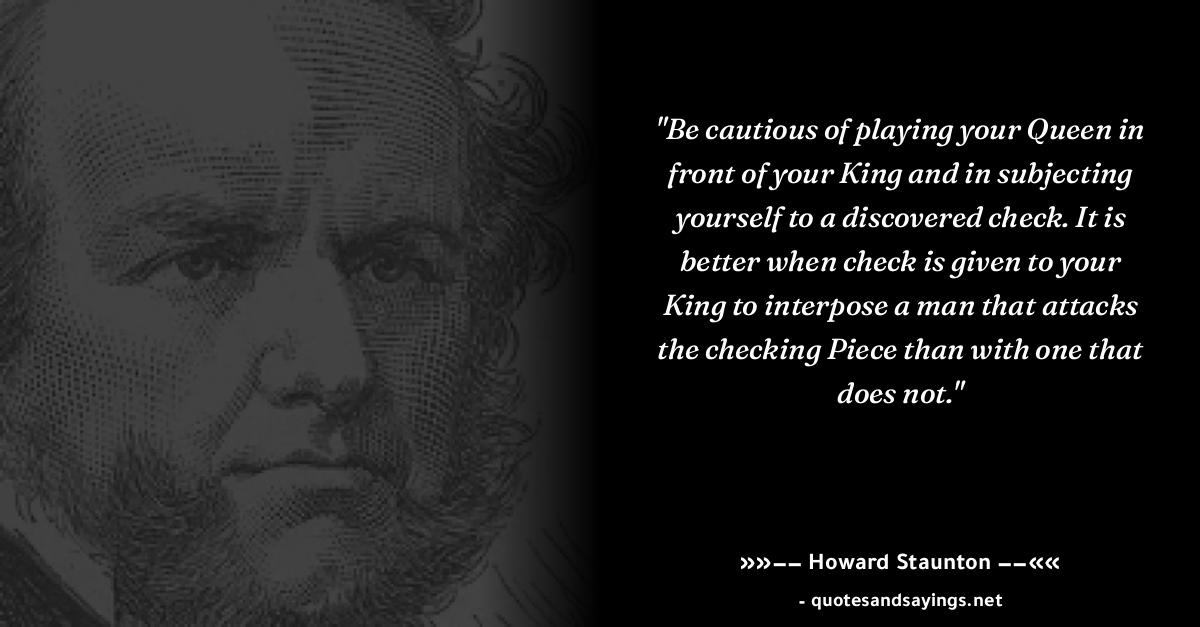 "Be cautious of playing your Queen in
front of your King and in subjecting
yourself to a discovered check. It is
better when check is given to your
King to interpose a man that attacks
the checking Piece than with one that
does not."
»»–– Howard Staunton ––««
- quotesandsayings.net